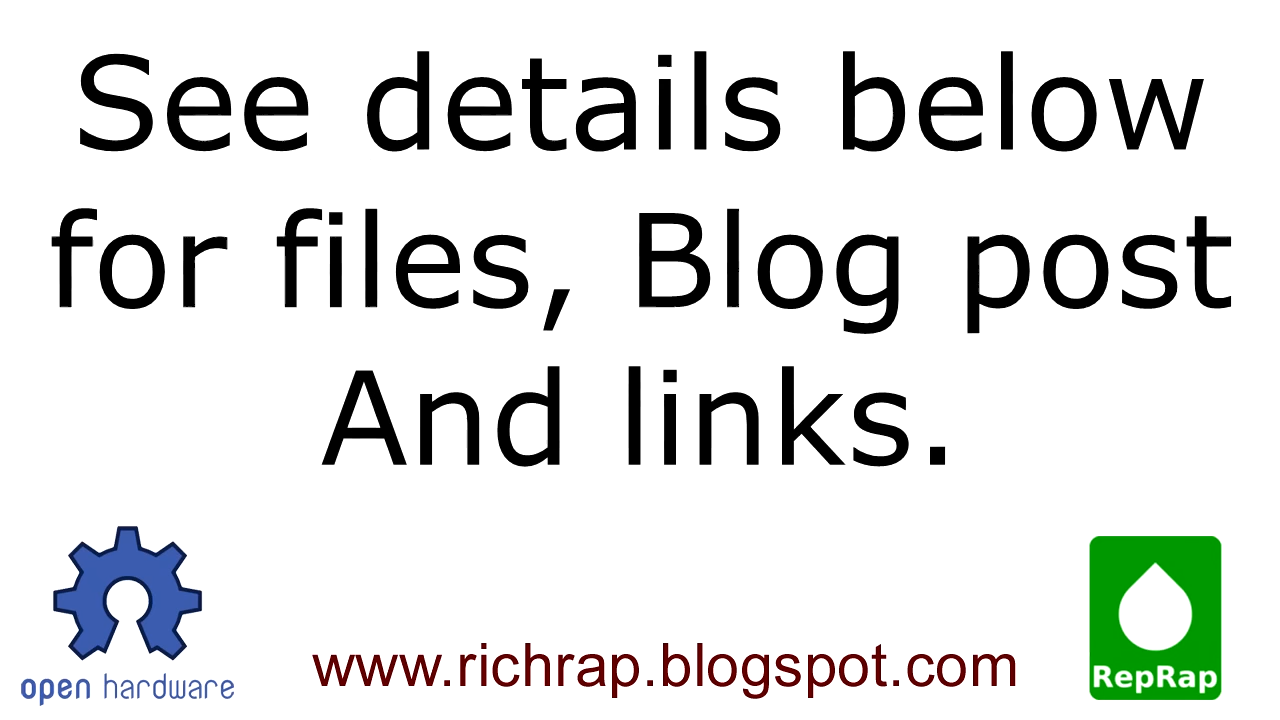 See details below
for files, Blog post
And links.
open hardware
www.richrap.blogspot.com
RepRap